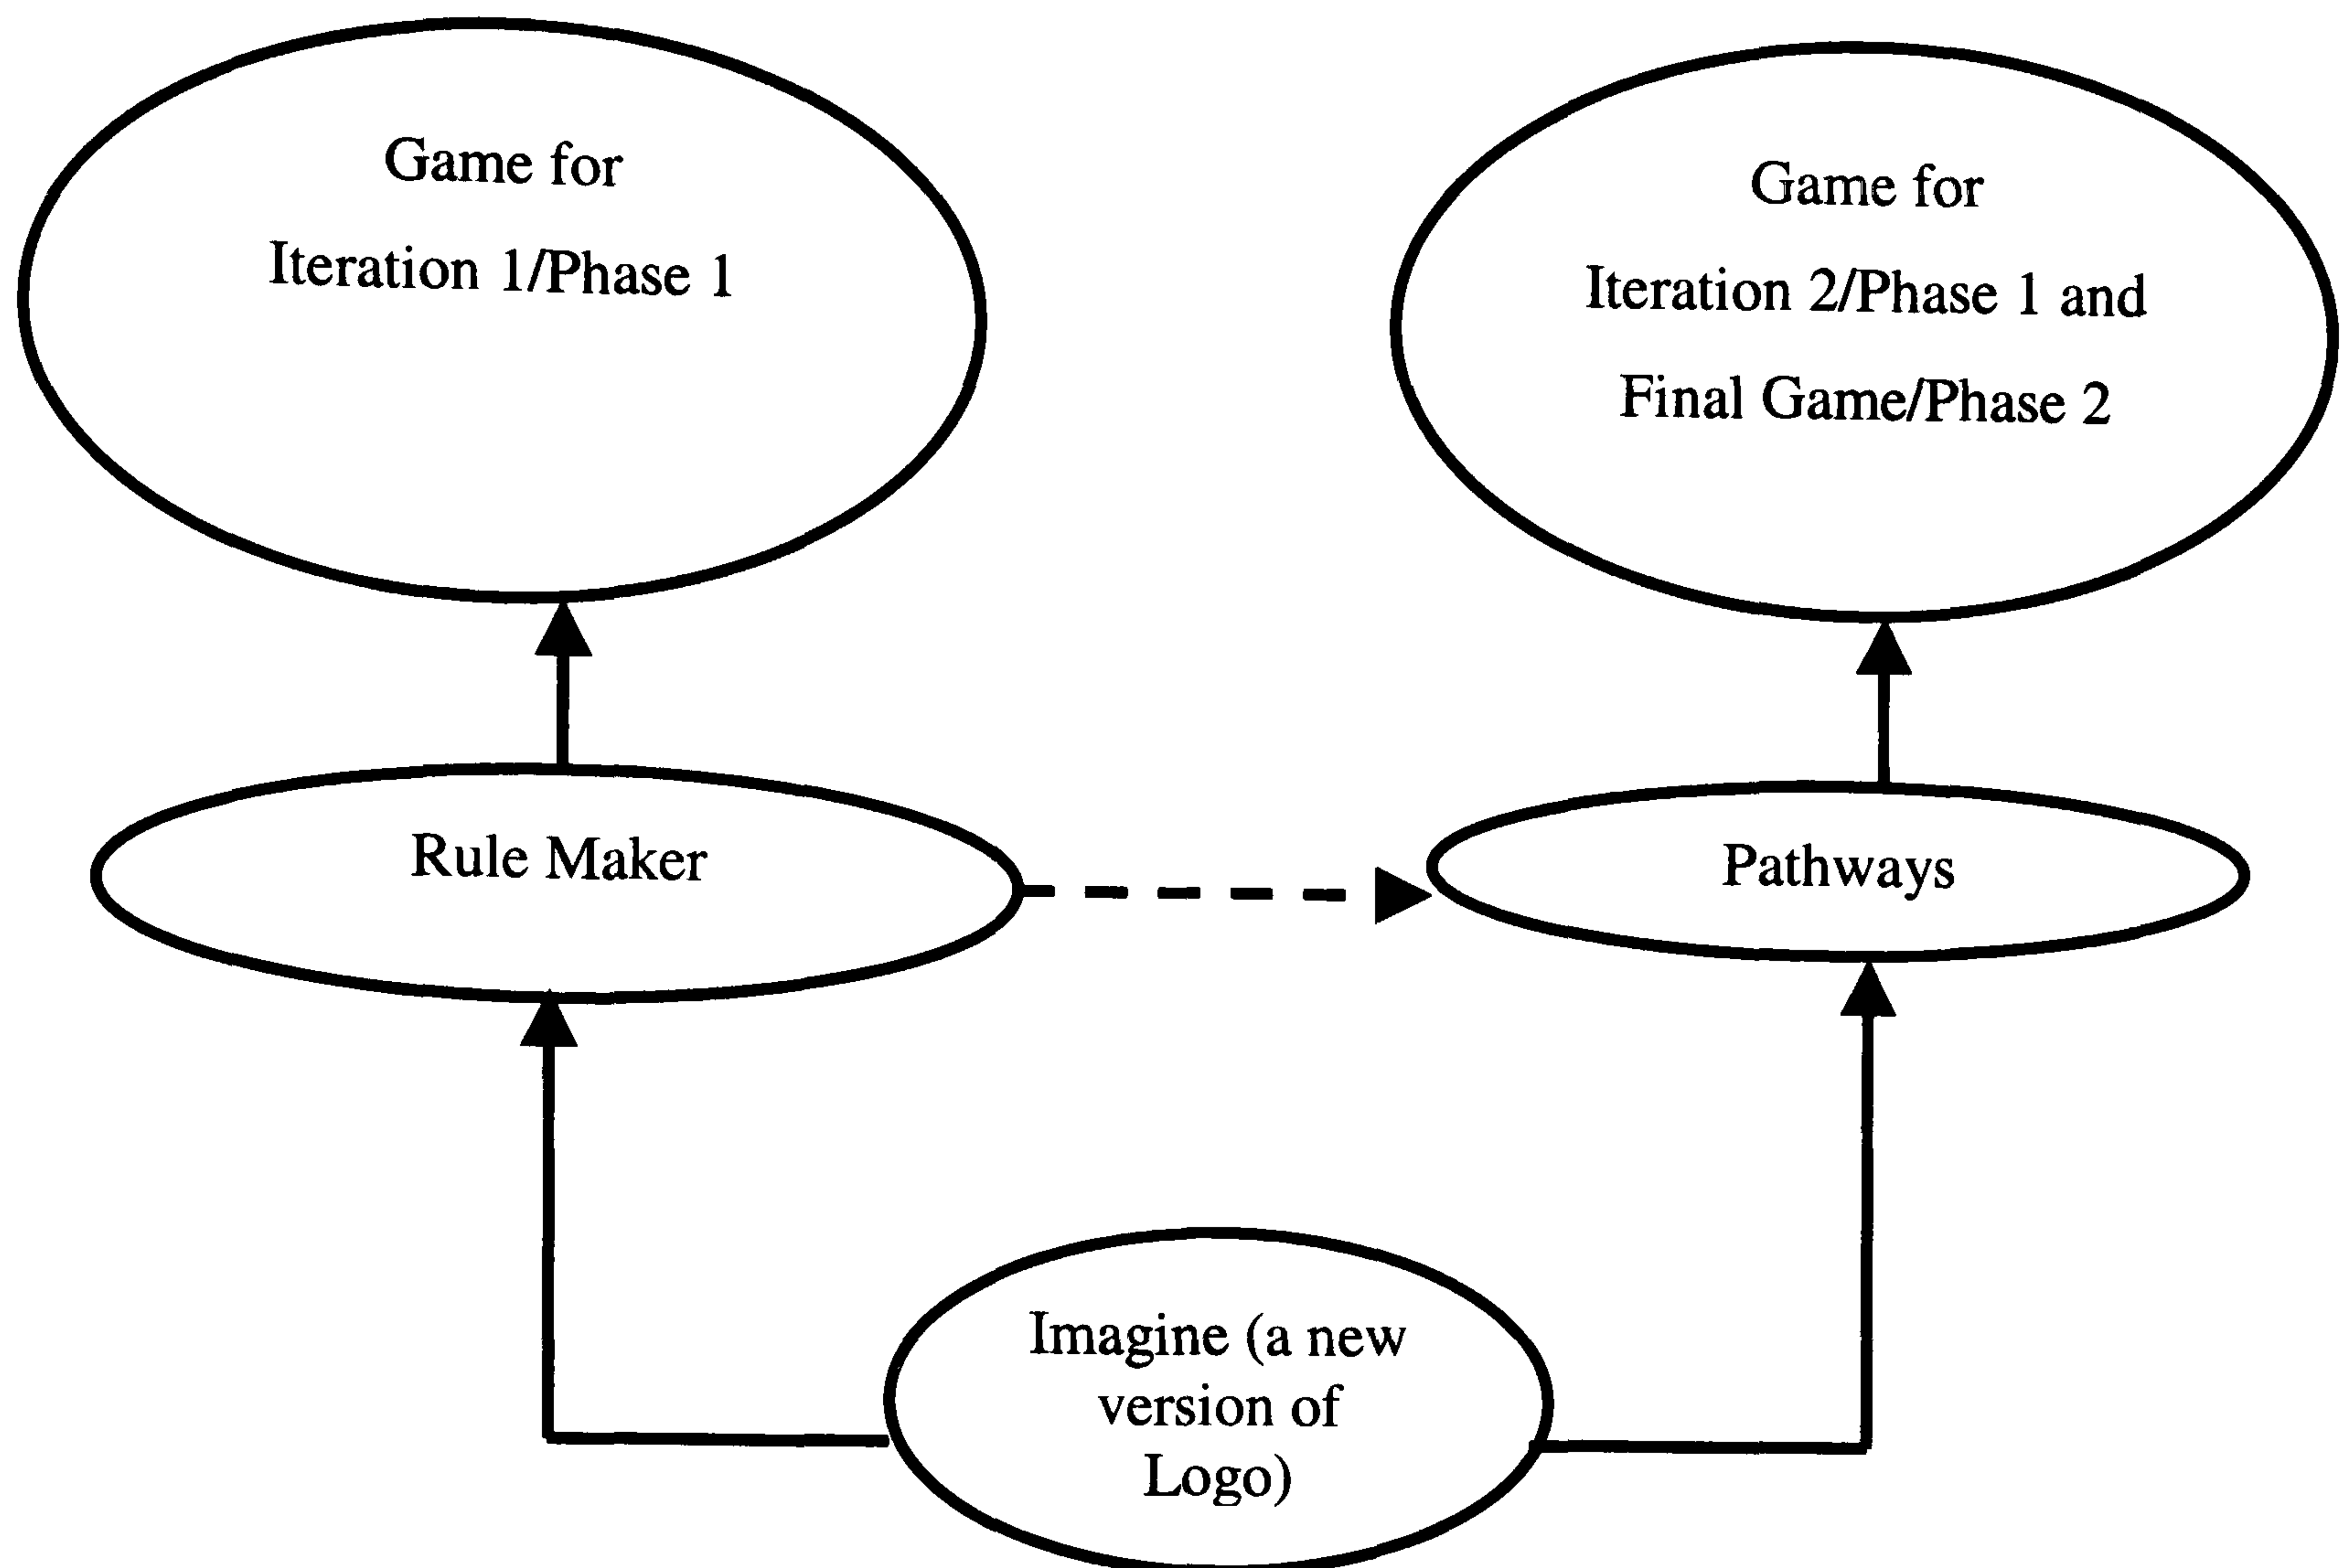 Game for
Iteration 1/Phase 1
Game for
Iteration 2/Phase 1 and
Final Game/Phase 2
Rule Maker
Pathways
Imagine (a new
version of
Logo)